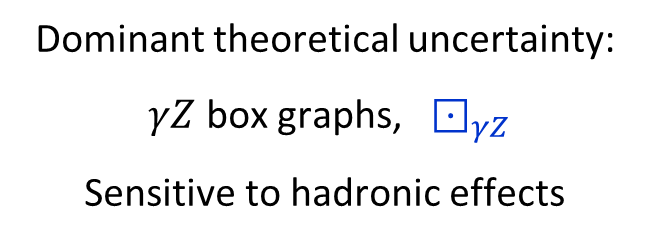 Dominant theoretical uncertainty:
γZ box graphs, ⊡γZ
Sensitive to hadronic effects